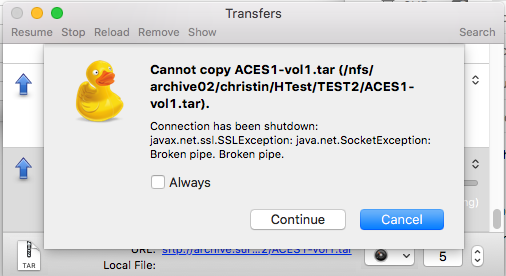 Transfers
Resume Stop Reload Remove Show Search
Cannot copy ACES1-vol1.tar (/nfs/
archive02/christin/HTest/TEST2/ACES1-
vol1.tar).
Connection has been shutdown:
javax.net.ssl.SSLException: java.net.SocketException:
Broken pipe. Broken pipe.
Always
Continue Cancel
URL: sftp://archive.sur...2/ACES1-vol1.tar
Local File:
TAR
5